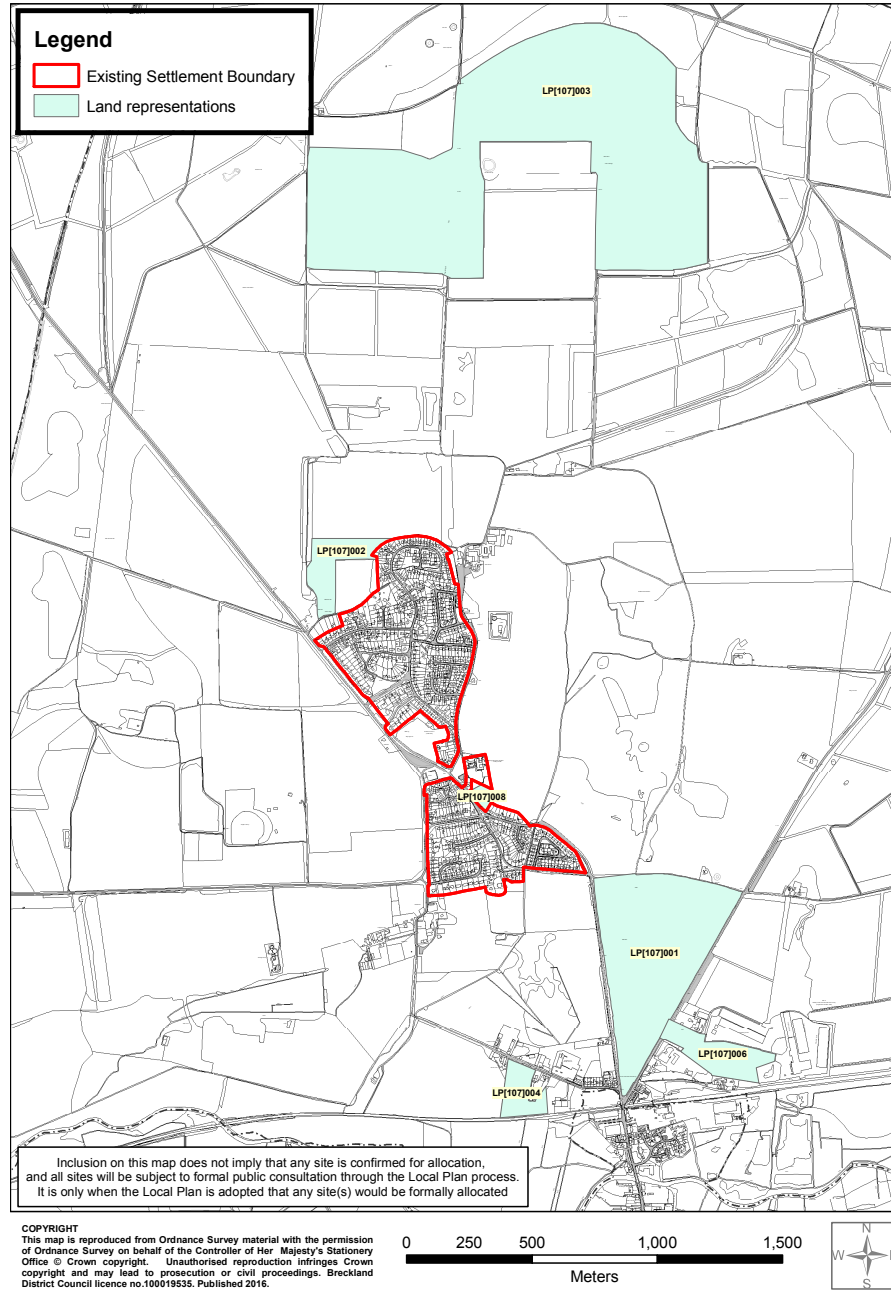 Legend
Existing Settlement Boundary
Land representations
LP[107]003
LP[107]002
LP[107]008
LP[107]001
LP[107]006
LP[107]004
Inclusion on this map does not imply that any site is confirmed for allocation,
and all sites will be subject to formal public consultation through the Local Plan process.
It is only when the Local Plan is adopted that any site(s) would be formally allocated
COPYRIGHT
This map is reproduced from Ordnance Survey material with the permission
of Ordnance Survey on behalf of the Controller of Her Majesty's Stationery
Office © Crown copyright. Unauthorised reproduction infringes Crown
copyright and may lead to prosecution or civil proceedings. Breckland
District Council licence no.100019535. Published 2016.
0 250 500 1,000 1,500
Meters
N
W
S